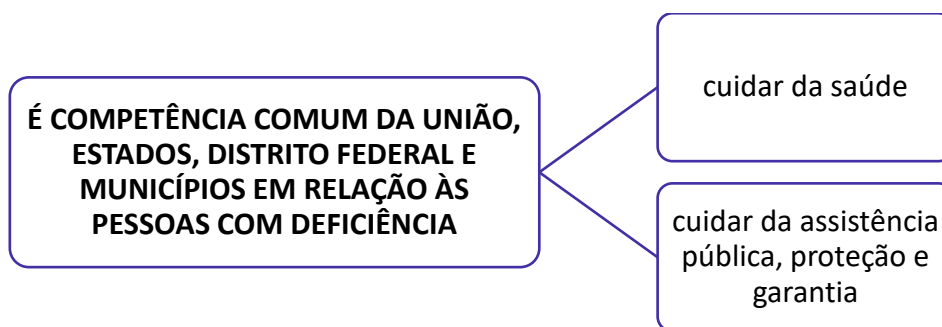 É COMPETÊNCIA COMUM DA UNIÃO,
ESTADOS, DISTRITO FEDERAL E
MUNICÍPIOS EM RELAÇÃO ÀS
PESSOAS COM DEFICIÊNCIA
cuidar da saúde
cuidar da assistência
pública, proteção e
garantia